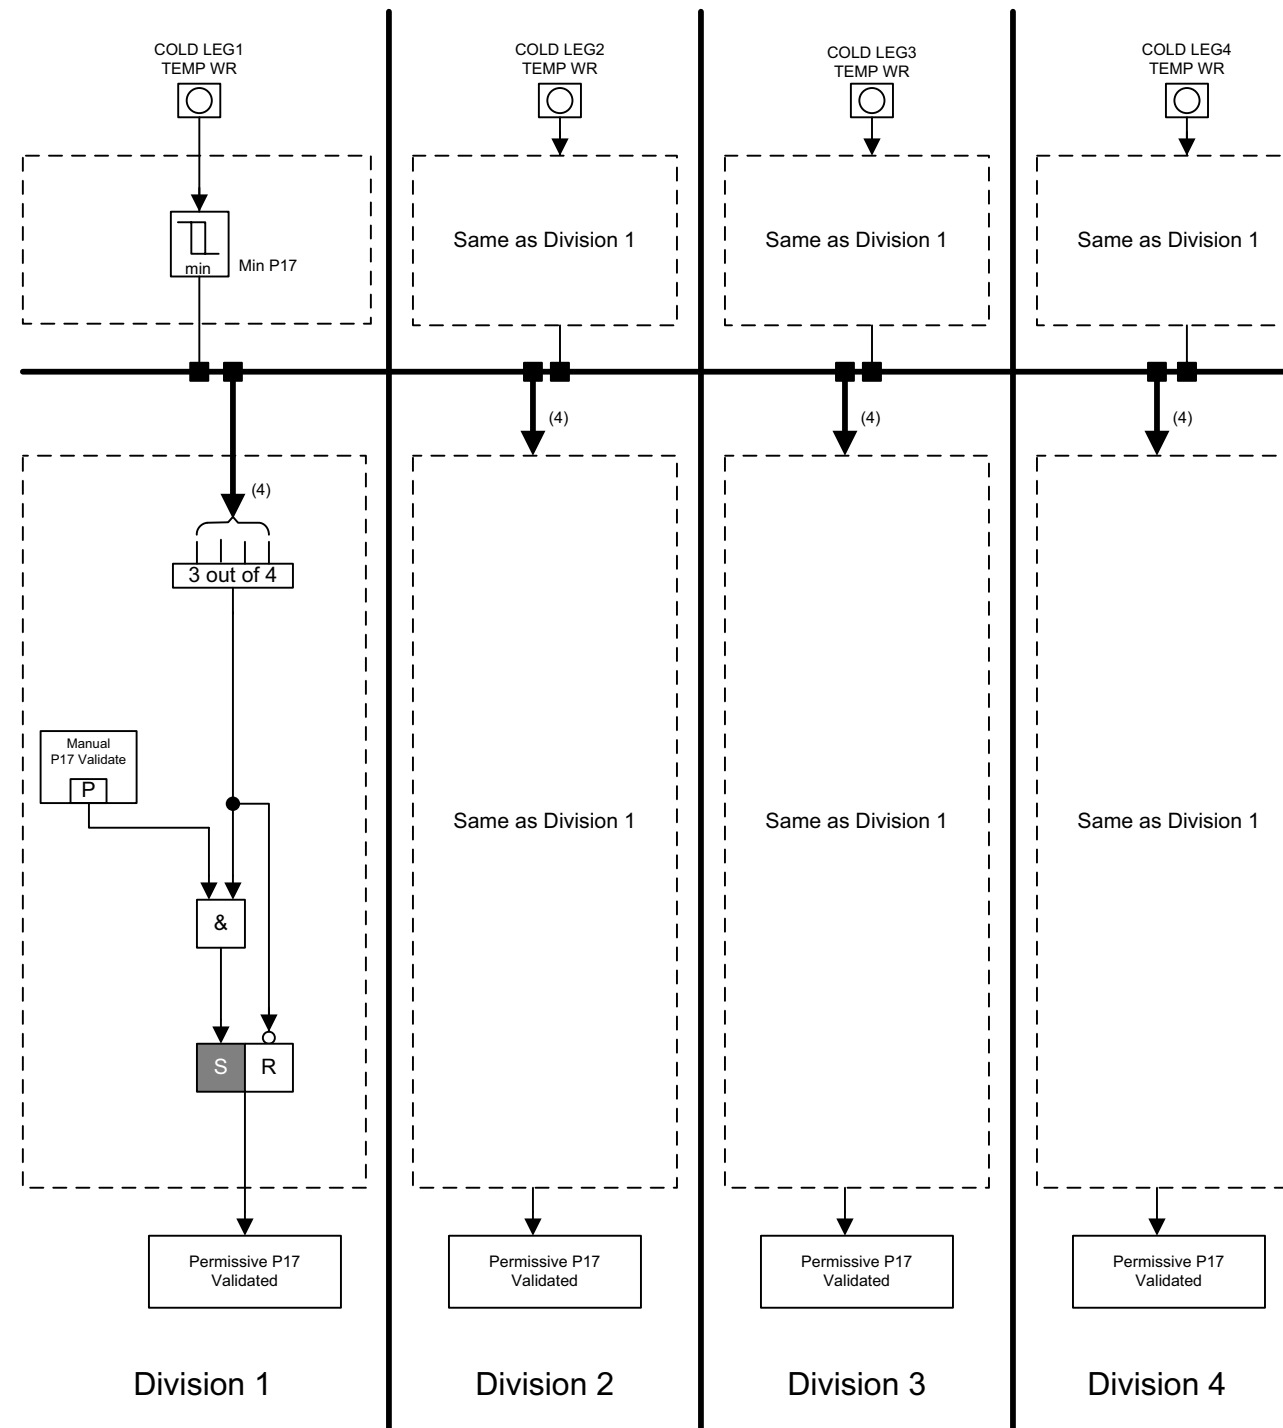 COLD LEG1
TEMP WR
COLD LEG2
TEMP WR
COLD LEG3
TEMP WR
COLD LEG4
TEMP WR
min
Min P17
Same as Division 1
Same as Division 1
Same as Division 1
(4)
(4)
(4)
(4)
3 out of 4
Manual
P17 Validate
P
&
S
R
Same as Division 1
Same as Division 1
Same as Division 1
Permissive P17
Validated
Permissive P17
Validated
Permissive P17
Validated
Permissive P17
Validated
Division 1
Division 2
Division 3
Division 4